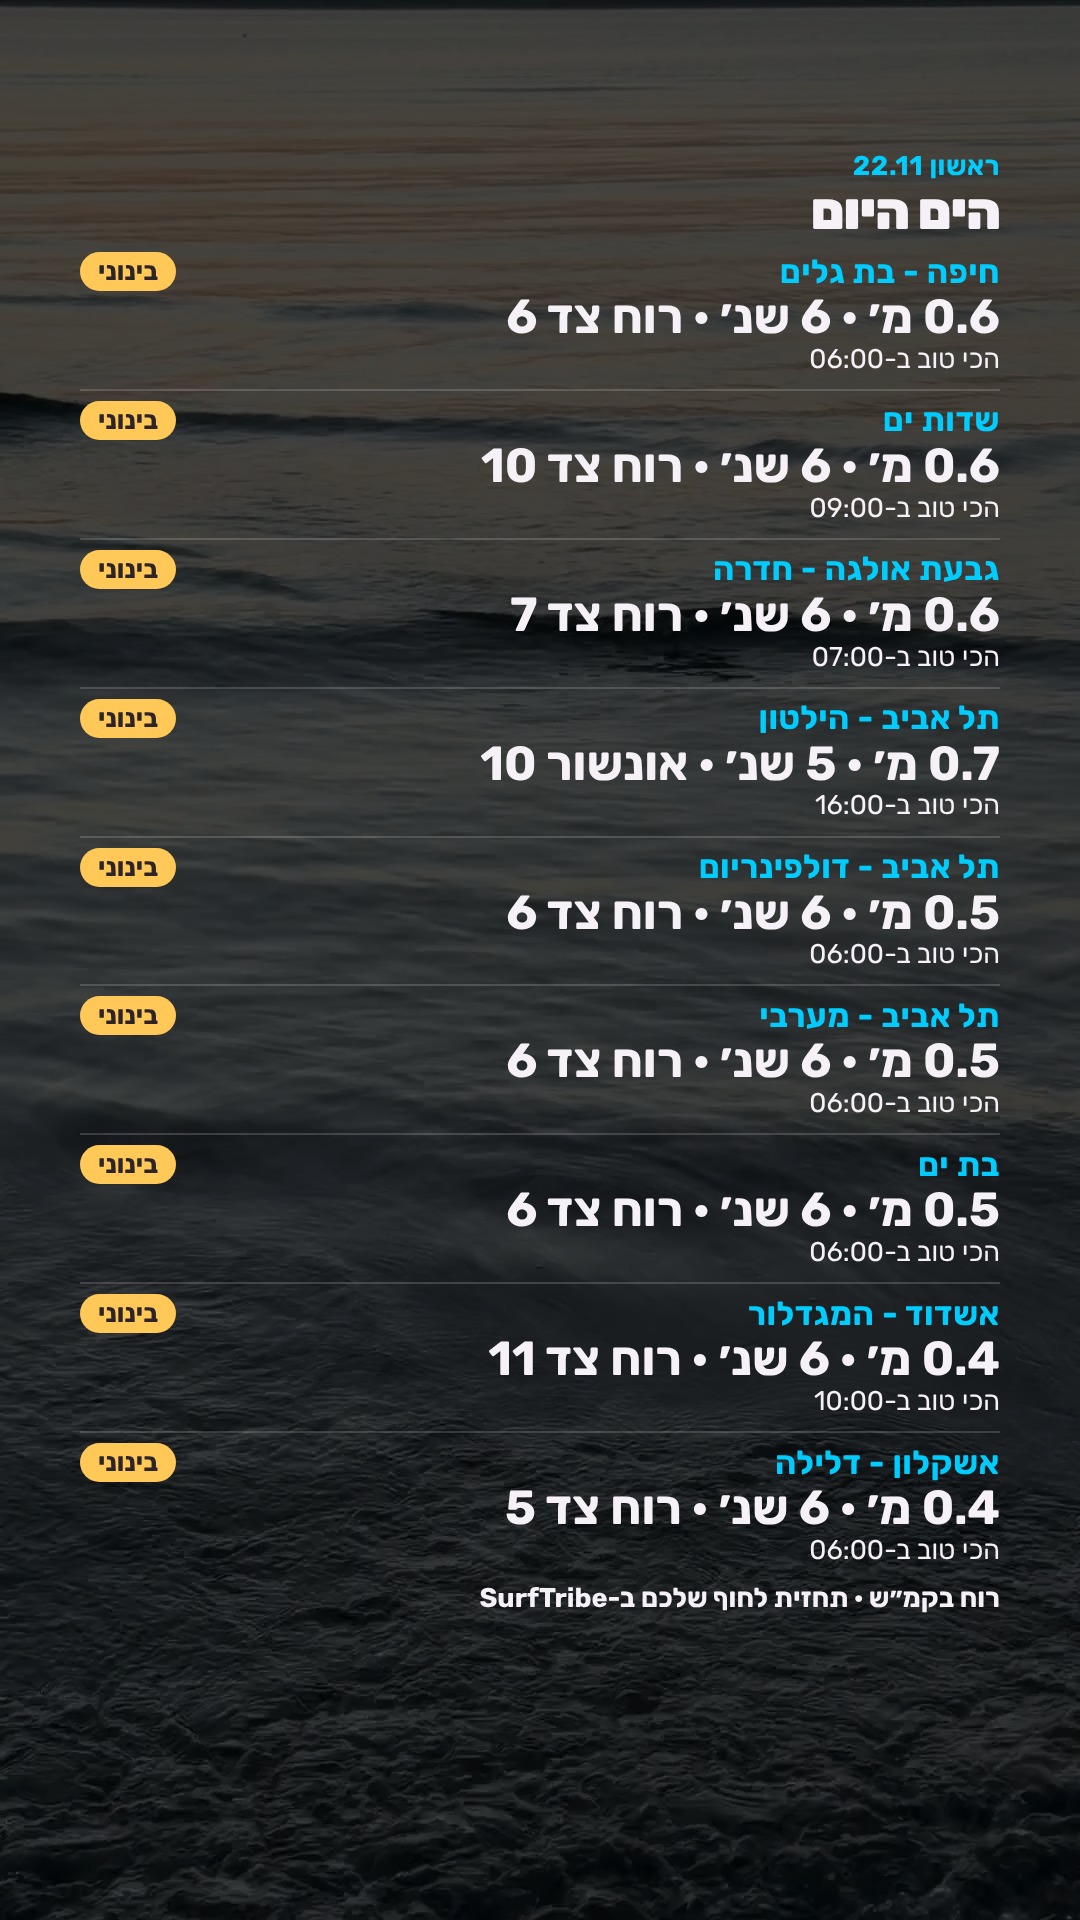 ראשון 22.11
הים היום
חיפה - בת גלים
בינוני
0.6 מ׳ • 6 שנ׳ • רוח צד 6
הכי טוב ב-06:00
שדות ים
בינוני
0.6 מ׳ • 6 שנ׳ • רוח צד 10
הכי טוב ב-09:00
גבעת אולגה - חדרה
בינוני
0.6 מ׳ • 6 שנ׳ • רוח צד 7
הכי טוב ב-07:00
תל אביב - הילטון
בינוני
0.7 מ׳ • 5 שנ׳ • אונשור 10
הכי טוב ב-16:00
תל אביב - דולפינריום
בינוני
0.5 מ׳ • 6 שנ׳ • רוח צד 6
הכי טוב ב-06:00
תל אביב - מערבי
בינוני
0.5 מ׳ • 6 שנ׳ • רוח צד 6
הכי טוב ב-06:00
בת ים
בינוני
0.5 מ׳ • 6 שנ׳ • רוח צד 6
הכי טוב ב-06:00
אשדוד - המגדלור
בינוני
0.4 מ׳ • 6 שנ׳ • רוח צד 11
הכי טוב ב-10:00
אשקלון - דלילה
בינוני
0.4 מ׳ • 6 שנ׳ • רוח צד 5
הכי טוב ב-06:00
רוח בקמ״ש • תחזית לחוף שלכם ב-SurfTribe